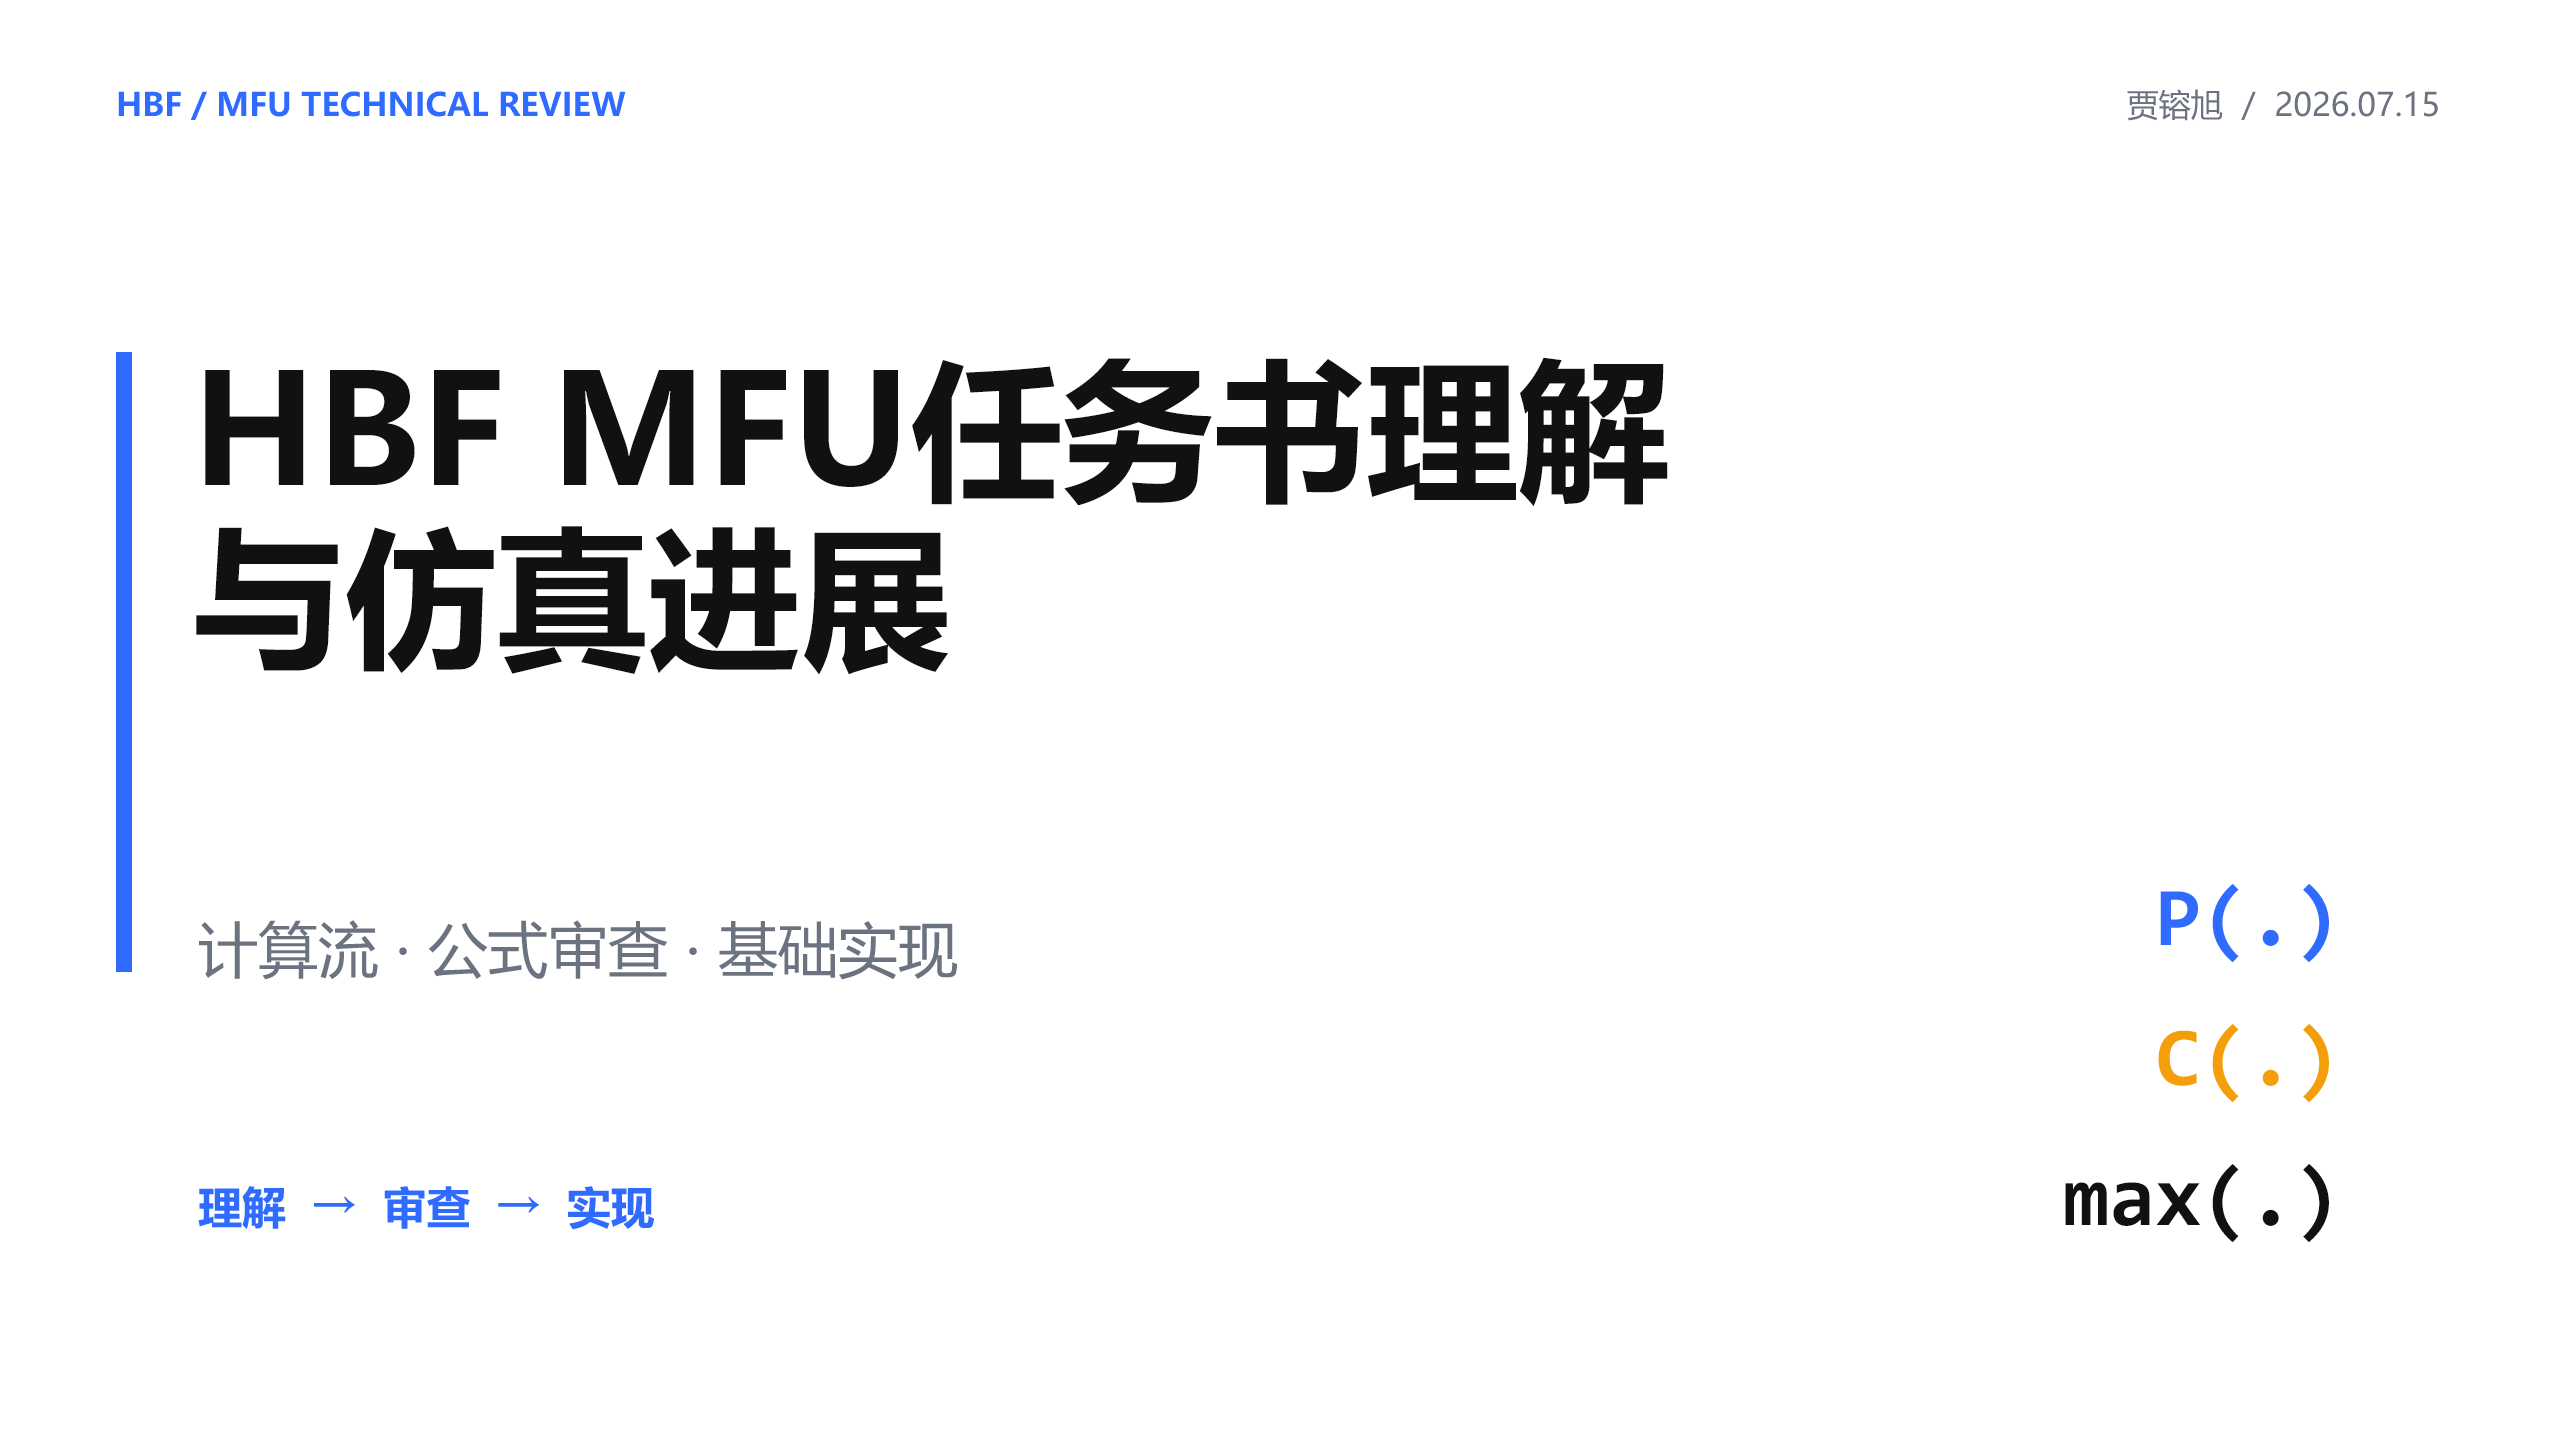 HBF / MFU TECHNICAL REVIEW
贾镕旭 / 2026.07.15
HBF MFU任务书理解
与仿真进展
计算流 · 公式审查 · 基础实现
P(.)
C(.)
max(.)
理解 → 审查 → 实现